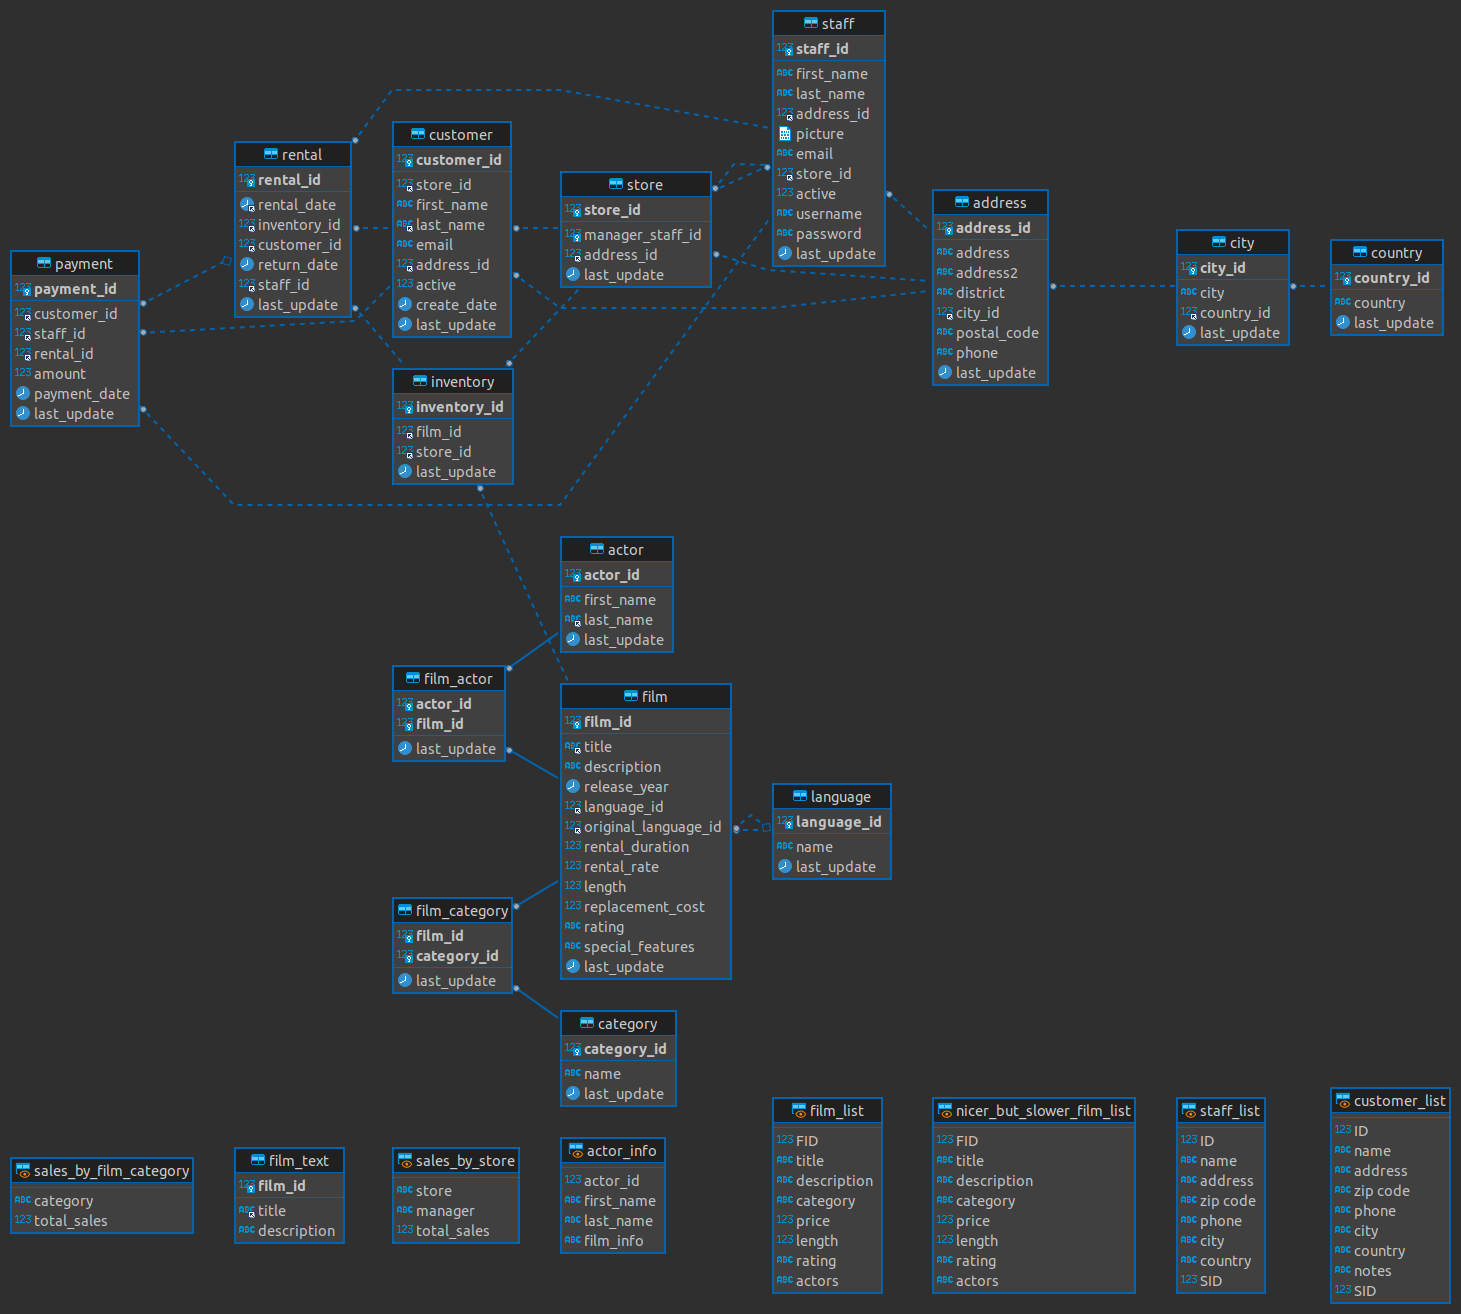 staff
staff_id
first_name
last_name
address_id
picture
email
store_id
active
username
password
last_update
customer
customer_id
store_id
first_name
last_name
email
address_id
active
create_date
last_update
rental
rental_id
rental_date
inventory_id
customer_id
return_date
staff_id
last_update
store
store_id
manager_staff_id
address_id
last_update
address
address_id
address
address2
district
city_id
postal_code
phone
last_update
city
city_id
city
country_id
last_update
country
country_id
country
last_update
payment
payment_id
customer_id
staff_id
rental_id
amount
payment_date
last_update
inventory
inventory_id
film_id
store_id
last_update
actor
actor_id
first_name
last_name
last_update
film_actor
actor_id
film_id
last_update
film
film_id
title
description
release_year
language_id
original_language_id
rental_duration
rental_rate
length
replacement_cost
rating
special_features
last_update
language
language_id
name
last_update
film_category
film_id
category_id
last_update
category
category_id
name
last_update
sales_by_film_category
category
total_sales
film_text
film_id
title
description
sales_by_store
store
manager
total_sales
actor_info
actor_id
first_name
last_name
film_info
film_list
FID
title
description
category
price
length
rating
actors
nicer_but_slower_film_list
FID
title
description
category
price
length
rating
actors
staff_list
ID
name
address
zip code
phone
city
country
SID
customer_list
ID
name
address
zip code
phone
city
country
notes
SID